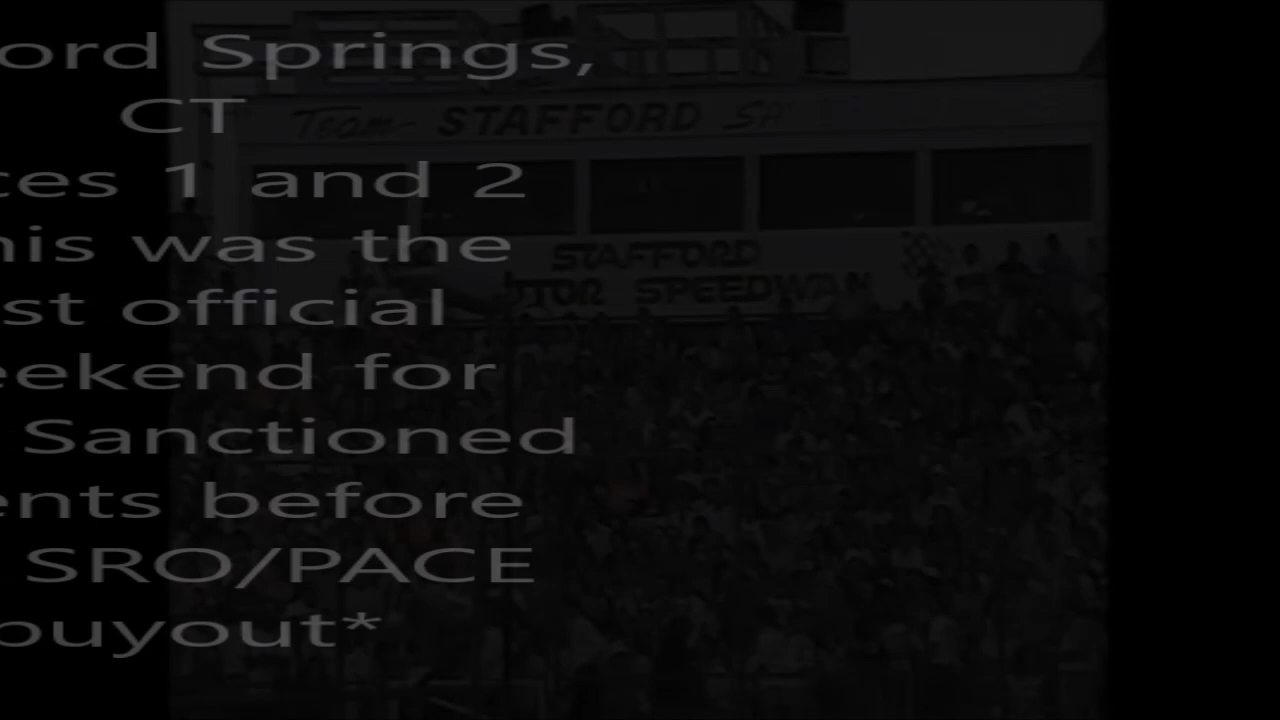 ord Springs,
CT
ces 1 and 2
his was the
st official
eekend for
Sanctioned
ents before
SRO/PACE
buyout*
Team STAFFORD
STAFFORD
TOR SPEEDWAY